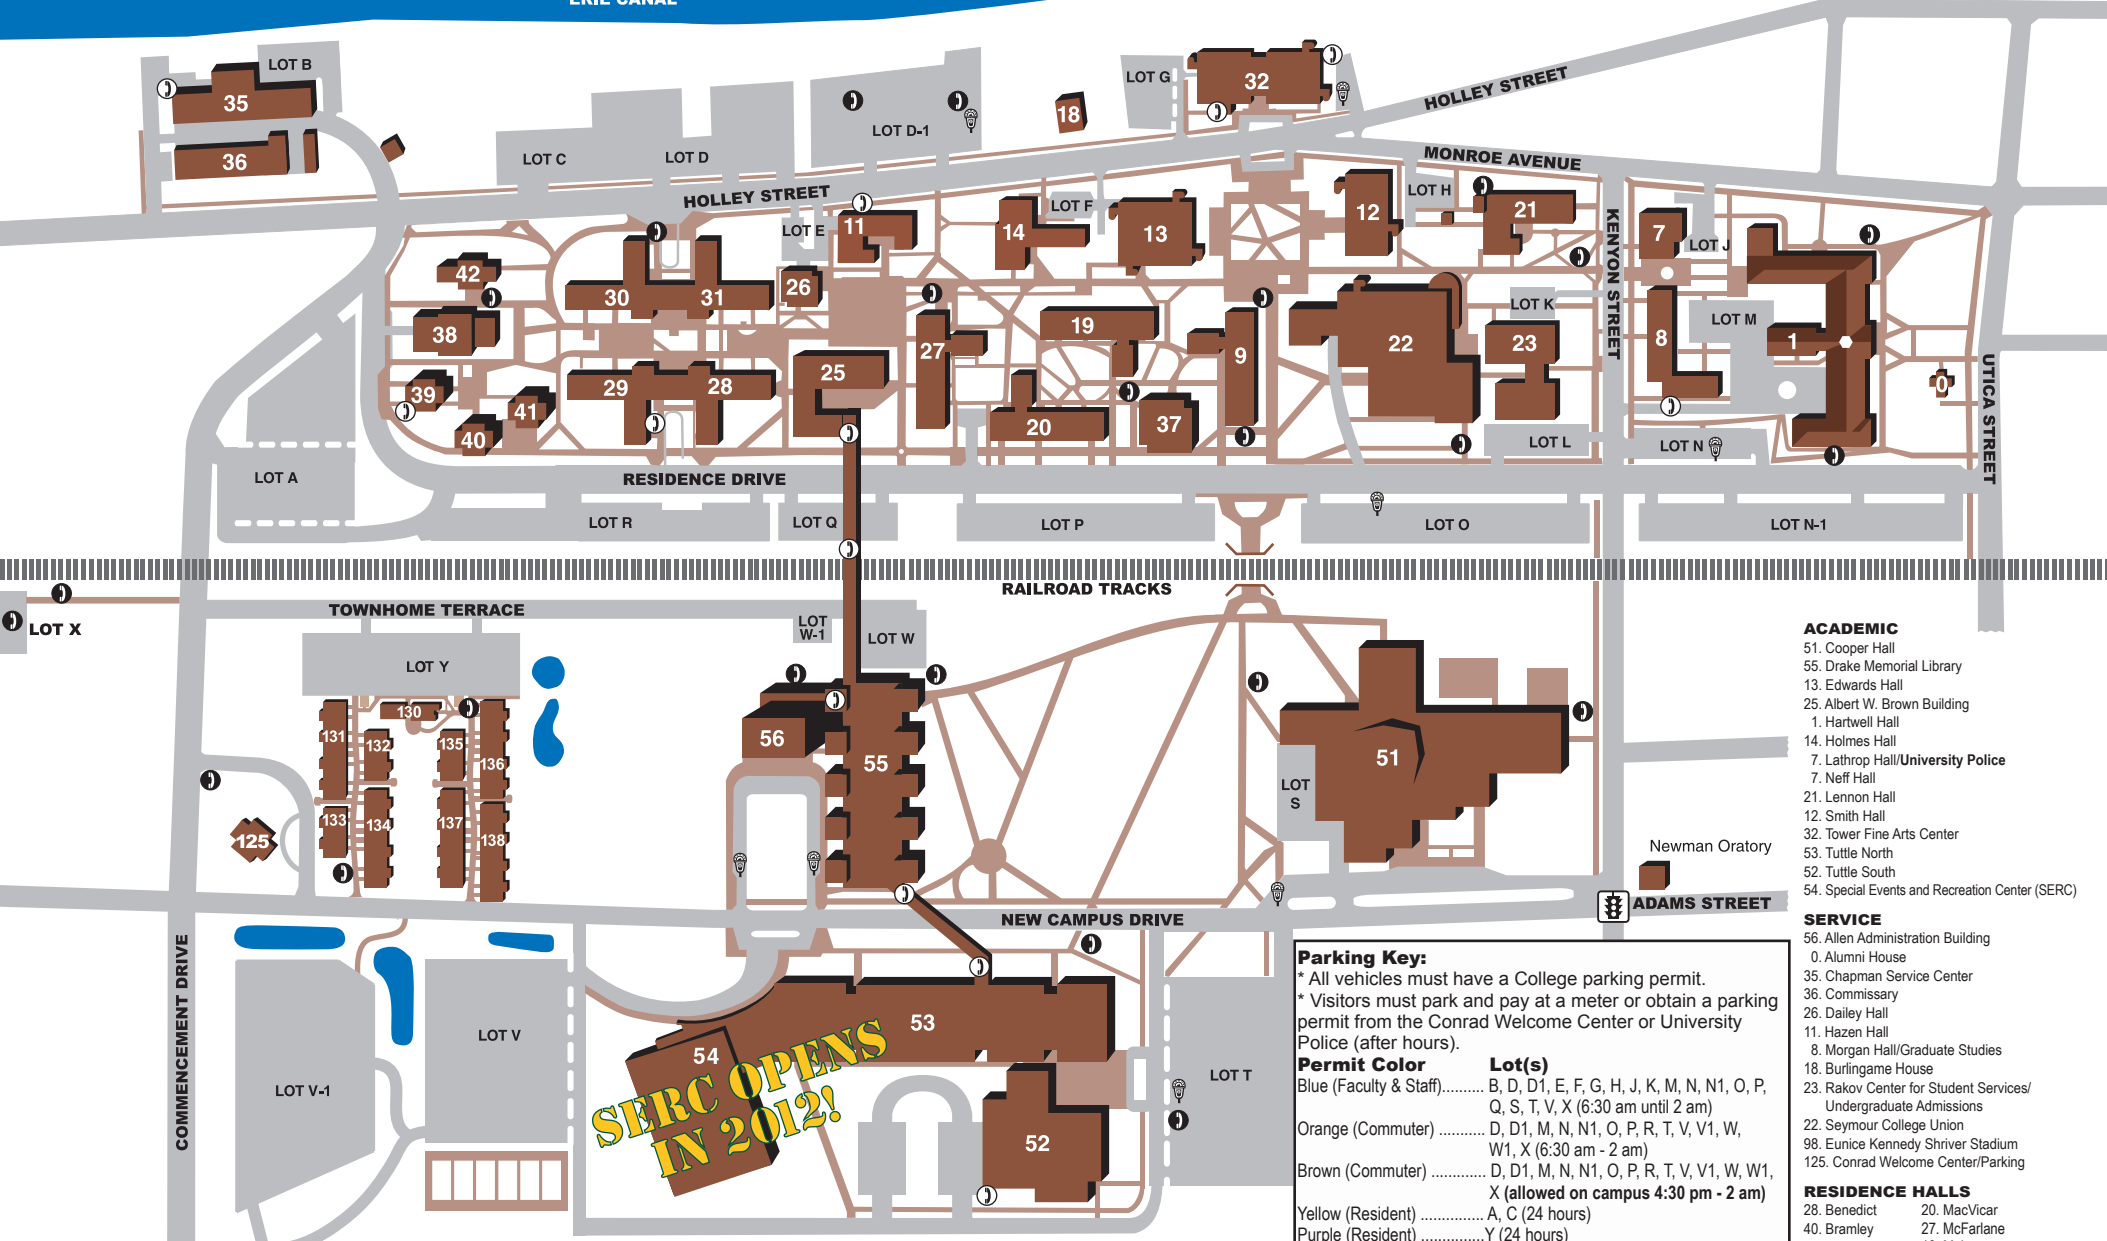 ERIE CANAL
LOT B
35
36
LOT C
LOT D
LOT D-1
LOT G
32
18
HOLLEY STREET
MONROE AVENUE
HOLLEY STREET
LOT E
11
14
LOT F
13
12
LOT H
21
KENYON STREET
7
LOT J
42
30
31
26
38
27
19
9
22
LOT K
23
8
LOT M
1
0
UTICA STREET
39
41
40
29
28
25
20
37
LOT L
LOT N
LOT A
RESIDENCE DRIVE
LOT R
LOT Q
LOT P
LOT O
LOT N-1
RAILROAD TRACKS
LOT X
TOWNHOME TERRACE
LOT
W-1
LOT W
LOT Y
130
131
132
135
136
133
134
137
138
125
56
55
51
LOT
S
Newman Oratory
ADAMS STREET
NEW CAMPUS DRIVE
COMMENCEMENT DRIVE
LOT V-1
LOT V
53
54
SERC OPENS
IN 2012!
52
LOT T
Parking Key:
* All vehicles must have a College parking permit.
* Visitors must park and pay at a meter or obtain a parking
permit from the Conrad Welcome Center or University
Police (after hours).
Permit Color Lot(s)
Blue (Faculty & Staff).......... B, D, D1, E, F, G, H, J, K, M, N, N1, O, P,
Q, S, T, V, X (6:30 am until 2 am)
Orange (Commuter) ........... D, D1, M, N, N1, O, P, R, T, V, V1, W,
W1, X (6:30 am - 2 am)
Brown (Commuter) ............. D, D1, M, N, N1, O, P, R, T, V, V1, W, W1,
X (allowed on campus 4:30 pm - 2 am)
Yellow (Resident) ............... A, C (24 hours)
Purple (Resident) ...............Y (24 hours)
ACADEMIC
51. Cooper Hall
55. Drake Memorial Library
13. Edwards Hall
25. Albert W. Brown Building
1. Hartwell Hall
14. Holmes Hall
7. Lathrop Hall/University Police
7. Neff Hall
21. Lennon Hall
12. Smith Hall
32. Tower Fine Arts Center
53. Tuttle North
52. Tuttle South
54. Special Events and Recreation Center (SERC)
SERVICE
56. Allen Administration Building
0. Alumni House
35. Chapman Service Center
36. Commissary
26. Dailey Hall
11. Hazen Hall
8. Morgan Hall/Graduate Studies
18. Burlingame House
23. Rakov Center for Student Services/
Undergraduate Admissions
22. Seymour College Union
98. Eunice Kennedy Shriver Stadium
125. Conrad Welcome Center/Parking
RESIDENCE HALLS
28. Benedict 20. MacVicar
40. Bramley 27. McFarlane